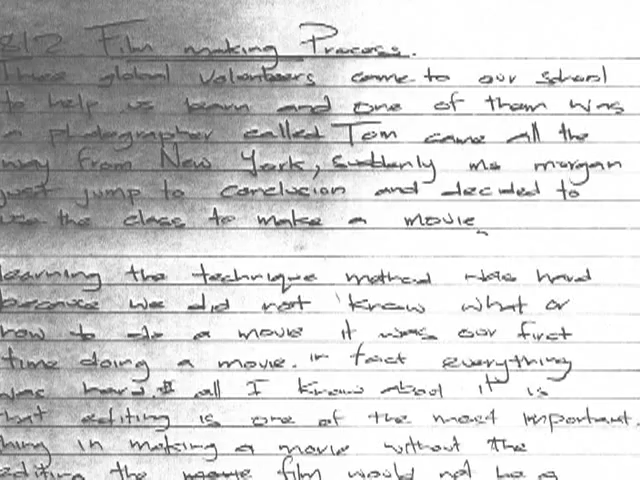 812 Film making Process.
Three global Volonteers came to our school
to help us learn and one of them was
a photographer called Tom came all the
way from New York, suddenly ms morgan
just jump to conclusion and decided to
use the class to make a movie.
learning the technique method was hard
because we did not know what or
how to do a movie it was our first
time doing a movie. in fact everything
was hard. all I know about it is
that editing is one of the most important.
thing in making a movie without the
editing the movie film would not be a